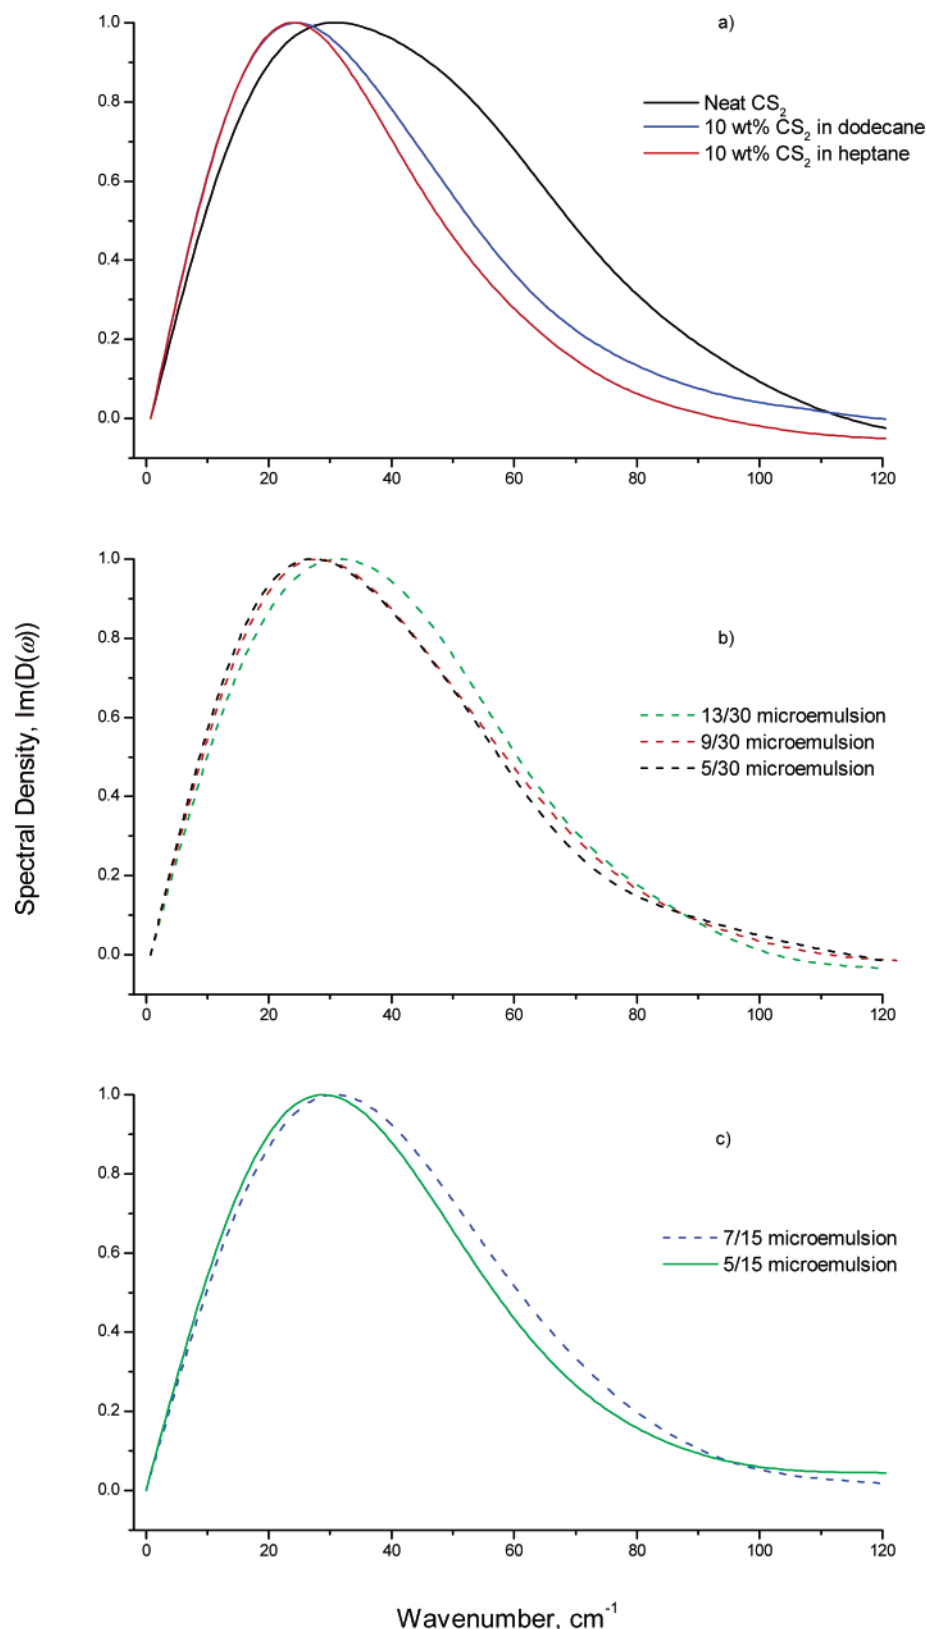 a)
1.0
0.8
0.6
0.4
0.2
0.0
Neat CS₂
10 wt% CS₂ in dodecane
10 wt% CS₂ in heptane
0 20 40 60 80 100 120
Spectral Density, Im(D(ω))
b)
1.0
0.8
0.6
0.4
0.2
0.0
13/30 microemulsion
9/30 microemulsion
5/30 microemulsion
0 20 40 60 80 100 120
c)
1.0
0.8
0.6
0.4
0.2
0.0
7/15 microemulsion
5/15 microemulsion
0 20 40 60 80 100 120
Wavenumber, cm⁻¹